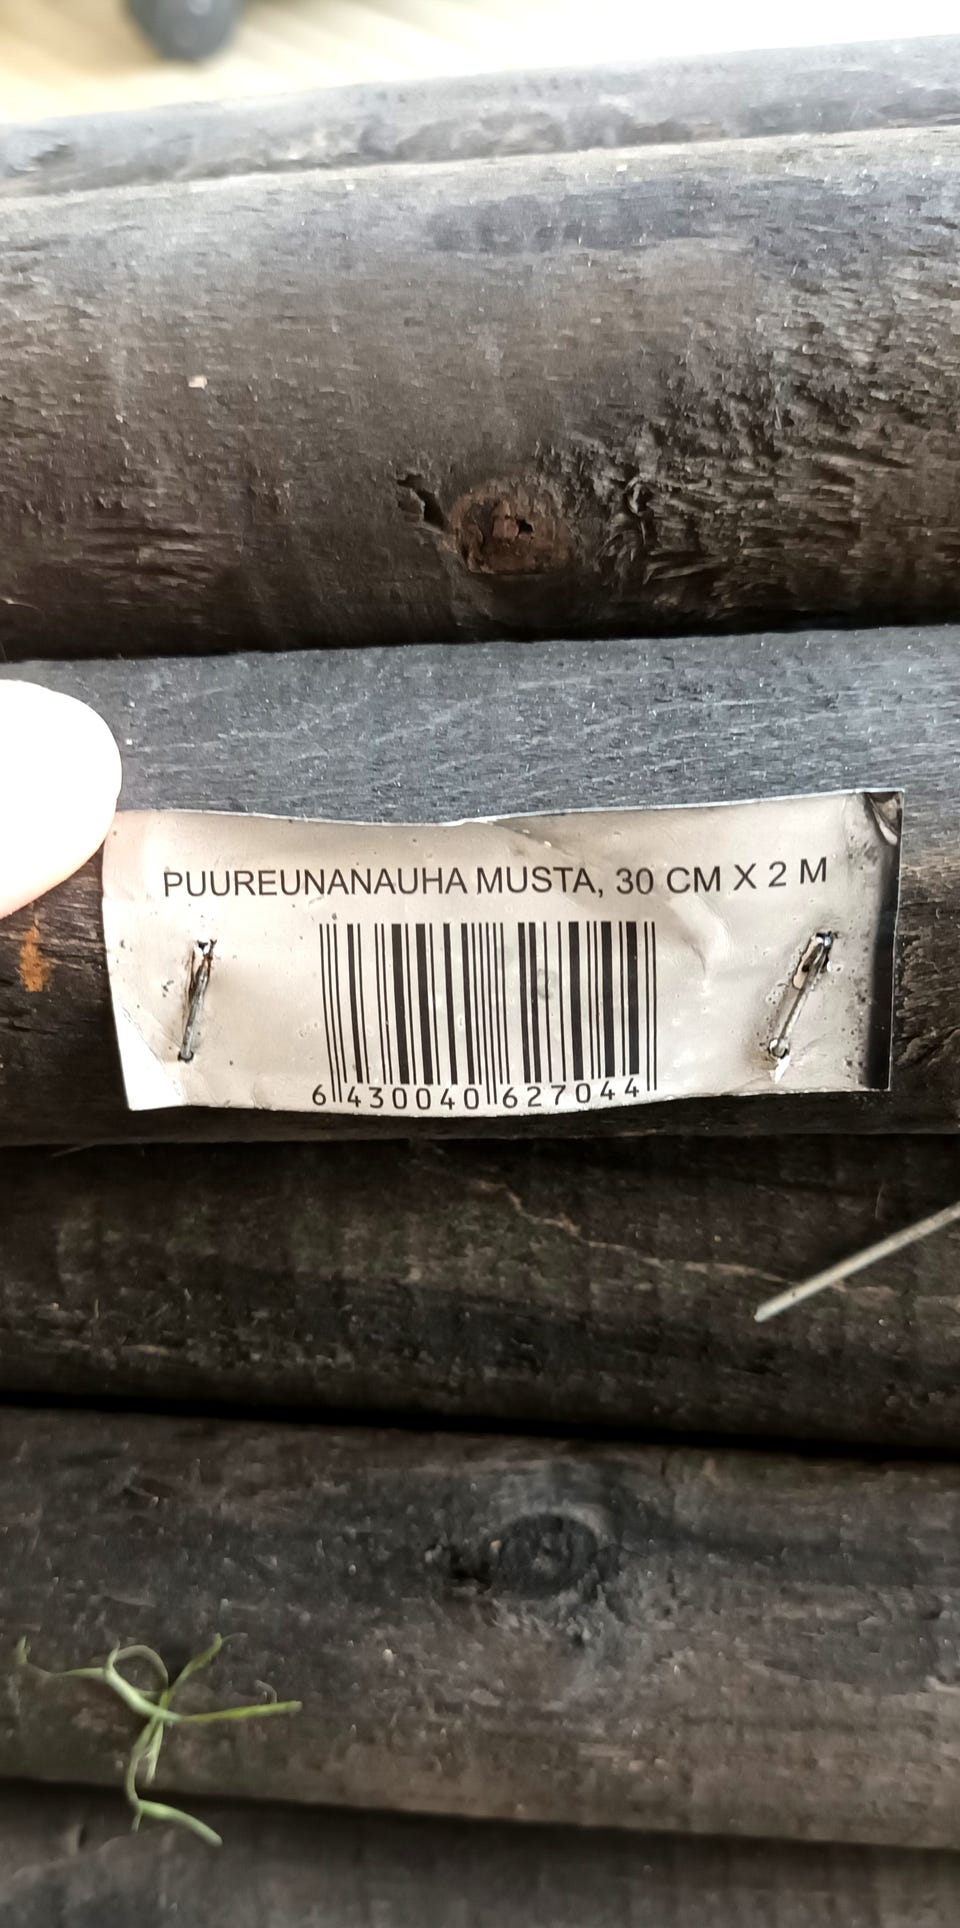 PUUREUNANAUHA MUSTA, 30 CM X 2 M
6 430040 627044